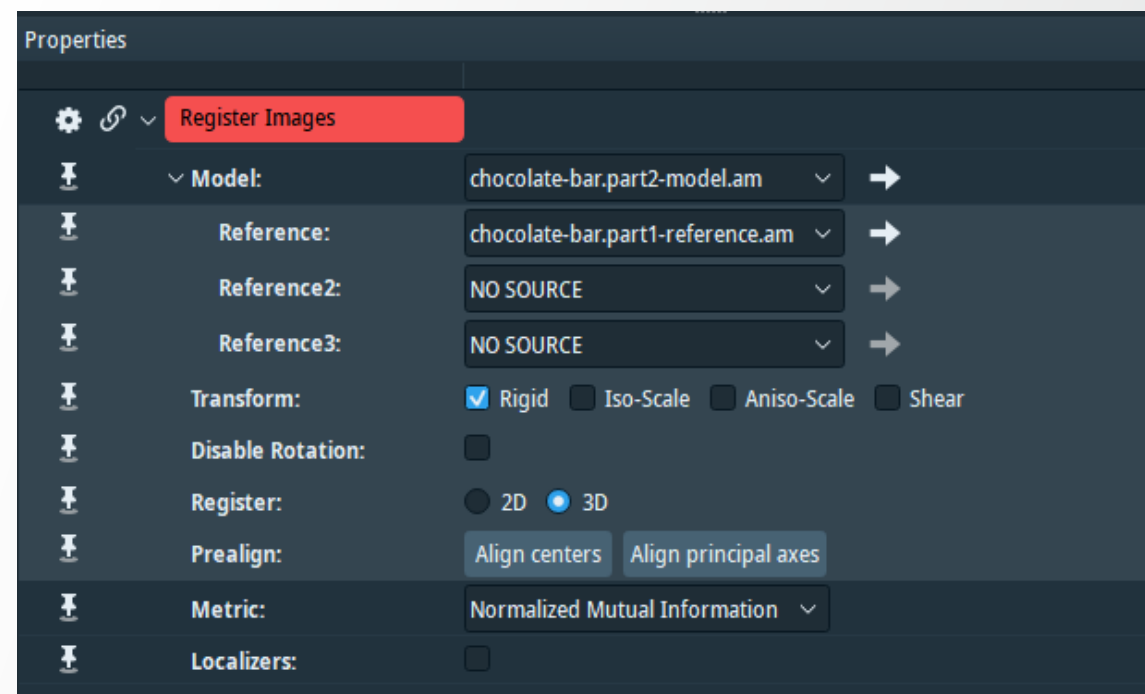 Properties
Register Images
Model: chocolate-bar.part2-model.am
Reference: chocolate-bar.part1-reference.am
Reference2: NO SOURCE
Reference3: NO SOURCE
Transform: Rigid Iso-Scale Aniso-Scale Shear
Disable Rotation:
Register: 2D 3D
Prealign: Align centers Align principal axes
Metric: Normalized Mutual Information
Localizers: